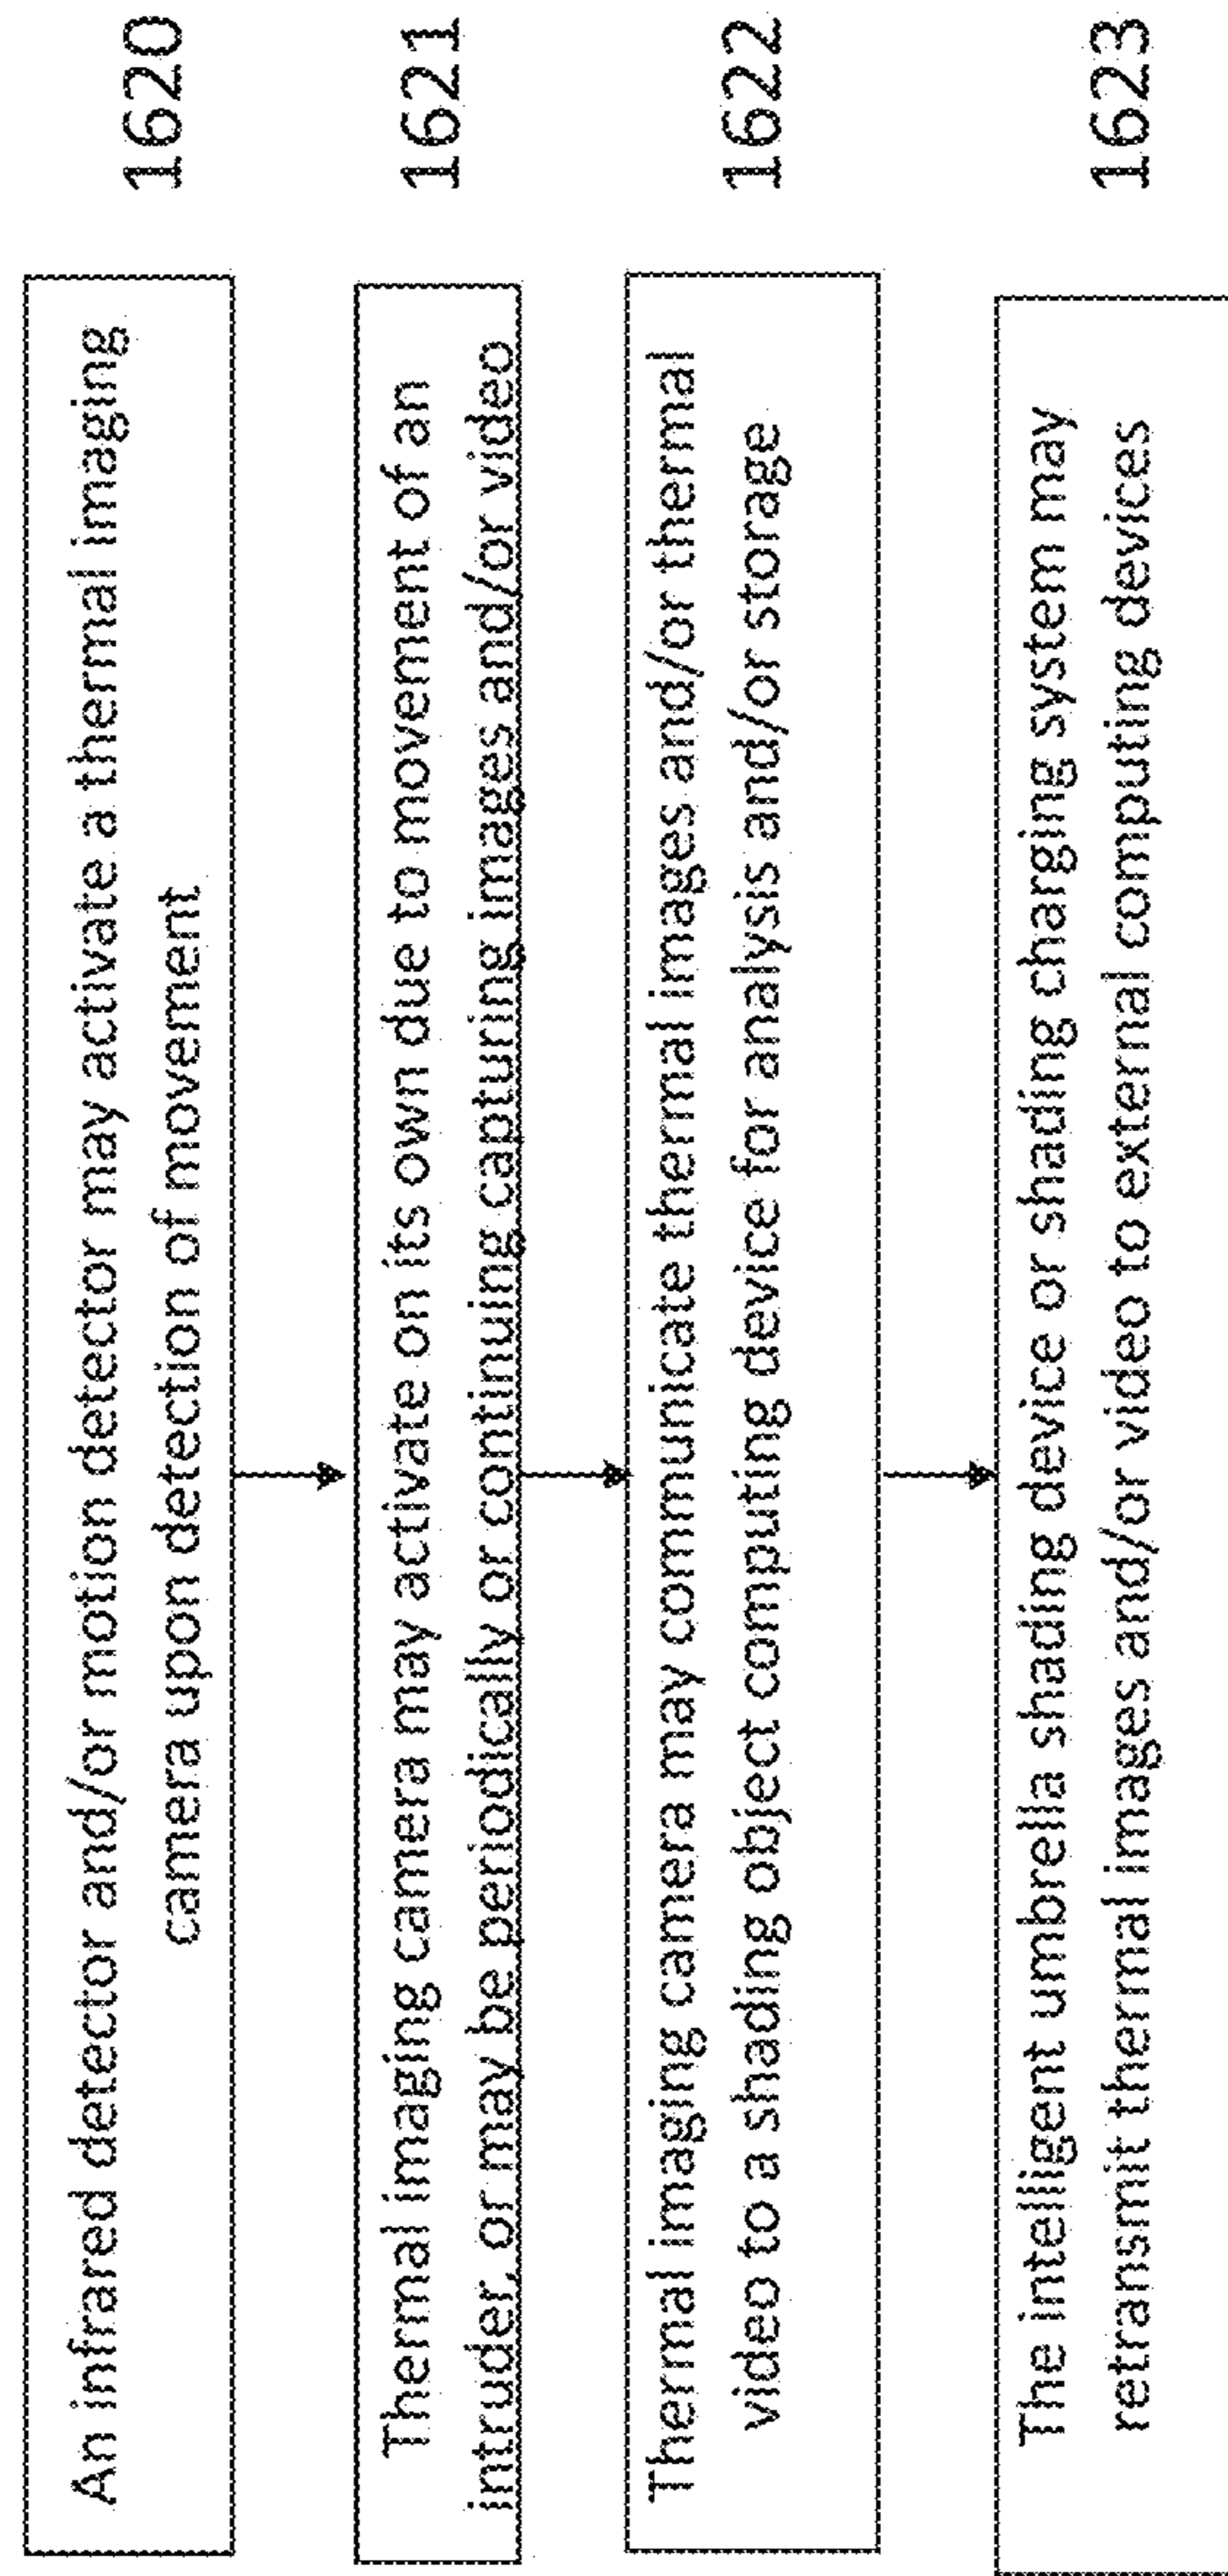 An infrared detector and/or motion detector may activate a thermal imaging
camera upon detection of movement
1620
Thermal imaging camera may activate on its own due to movement of an
intruder, or may be periodically or continuing capturing images and/or video
1621
Thermal imaging camera may communicate thermal images and/or thermal
video to a shading object computing device for analysis and/or storage
1622
The intelligent umbrella shading device or shading charging system may
retransmit thermal images and/or video to external computing devices
1623